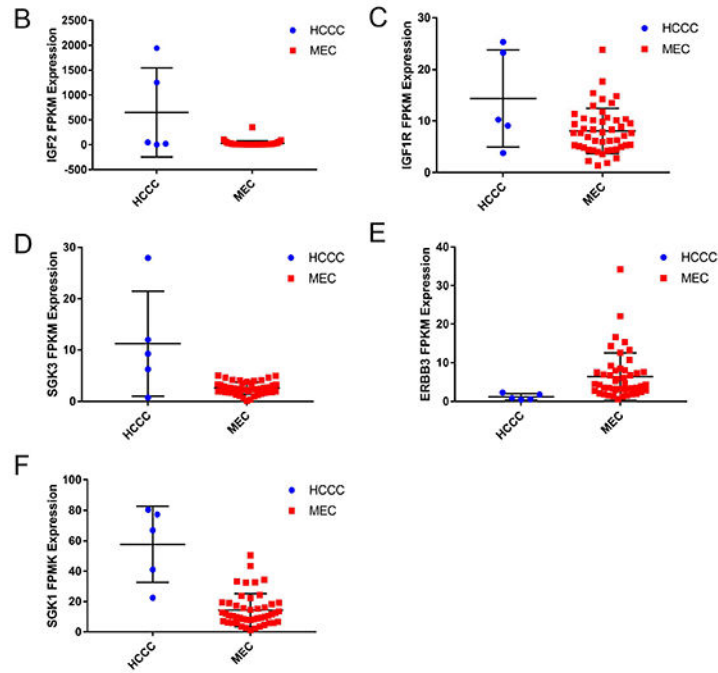 B
IGF2 FPKM Expression
2500
2000
1500
1000
500
0
-500
HCCC
MEC
HCCC
MEC
C
IGF1R FPKM Expression
30
20
10
0
HCCC
MEC
HCCC
MEC
D
SGK3 FPKM Expression
30
20
10
0
HCCC
MEC
HCCC
MEC
E
ERBB3 FPKM Expression
40
30
20
10
0
HCCC
MEC
HCCC
MEC
F
SGK1 FPMK Expression
100
80
60
40
20
0
HCCC
MEC
HCCC
MEC